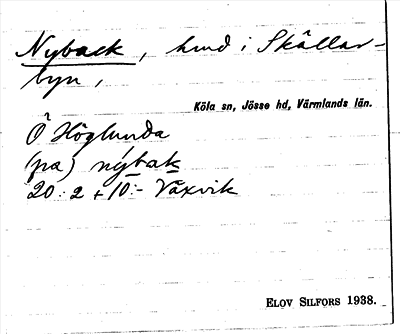 Nyback, hmd i Skållar-
byn,
Köla sn, Jösse hd, Värmlands län.
Ö Höglunda
(pa) nýbak
20:2 + 10:- Växvik
ELOV SILFORS 1938.